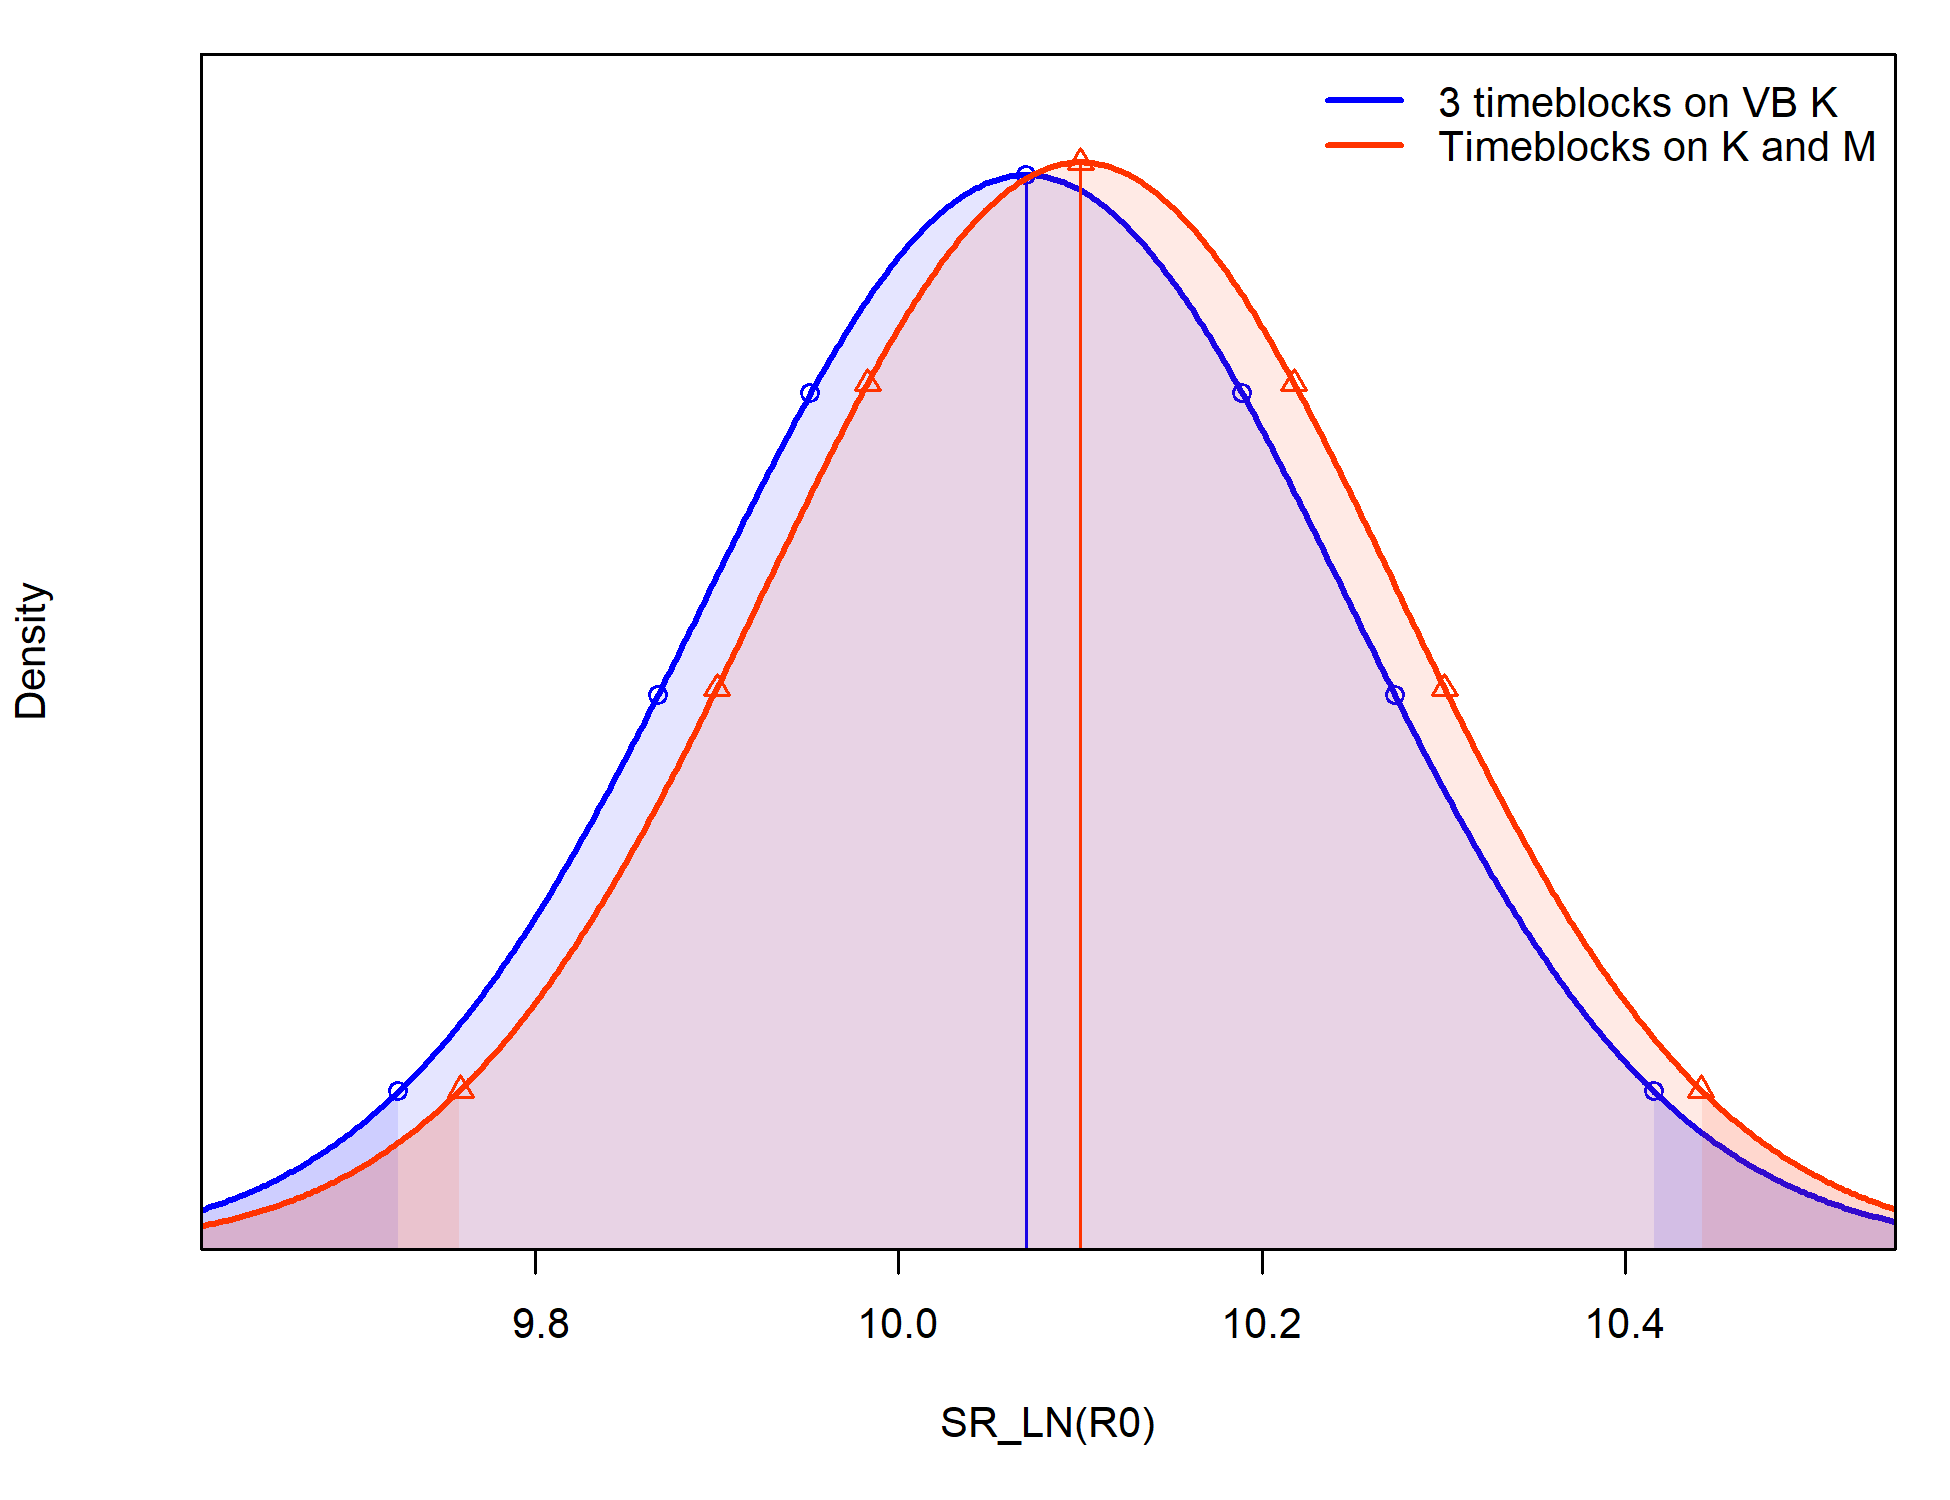 3 timeblocks on VB K
Timeblocks on K and M
Density
9.8 10.0 10.2 10.4
SR_LN(R0)